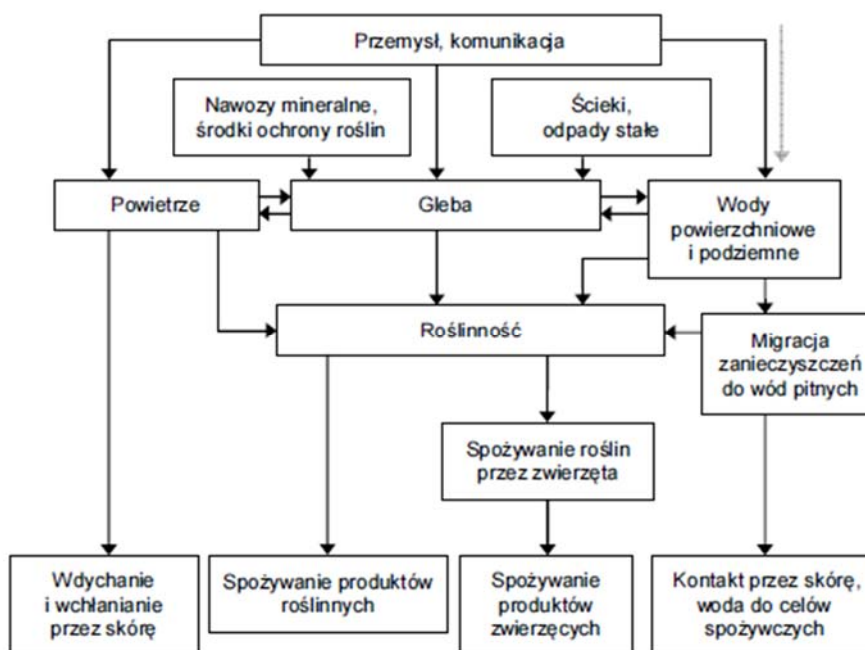 Przemysł, komunikacja
Nawozy mineralne,
środki ochrony roślin
Ścieki,
odpady stałe
Powietrze
Gleba
Wody
powierzchniowe
i podziemne
Roślinność
Migracja
zanieczyszczeń
do wód pitnych
Spożywanie roślin
przez zwierzęta
Wdychanie
i wchłanianie
przez skórę
Spożywanie produktów
roślinnych
Spożywanie
produktów
zwierzęcych
Kontakt przez skórę,
woda do celów
spożywczych